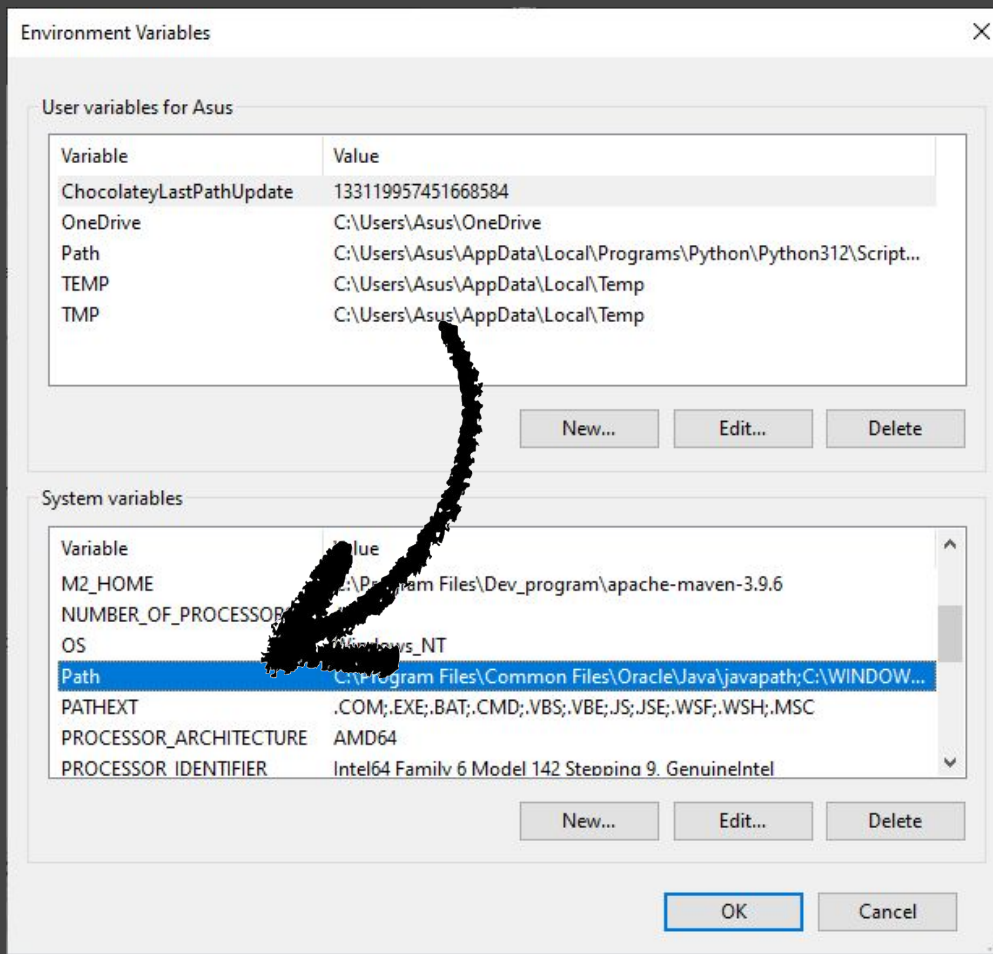 Environment Variables
User variables for Asus
Variable Value
ChocolateyLastPathUpdate 133119957451668584
OneDrive C:\Users\Asus\OneDrive
Path C:\Users\Asus\AppData\Local\Programs\Python\Python312\Script...
TEMP C:\Users\Asus\AppData\Local\Temp
TMP C:\Users\Asus\AppData\Local\Temp
New... Edit... Delete
System variables
Variable
M2_HOME Files\Dev_program\apache-maven-3.9.6
OS Windows_NT
Path C:\Program Files\Common Files\Oracle\Java\javapath;C:\WINDOW...
PATHEXT .COM;.EXE;.BAT;.CMD;.VBS;.VBE;.JS;.JSE;.WSF;.WSH;.MSC
PROCESSOR_ARCHITECTURE AMD64
PROCESSOR_IDENTIFIER Intel64 Family 6 Model 142 Stepping 9, GenuineIntel
New... Edit... Delete
OK Cancel